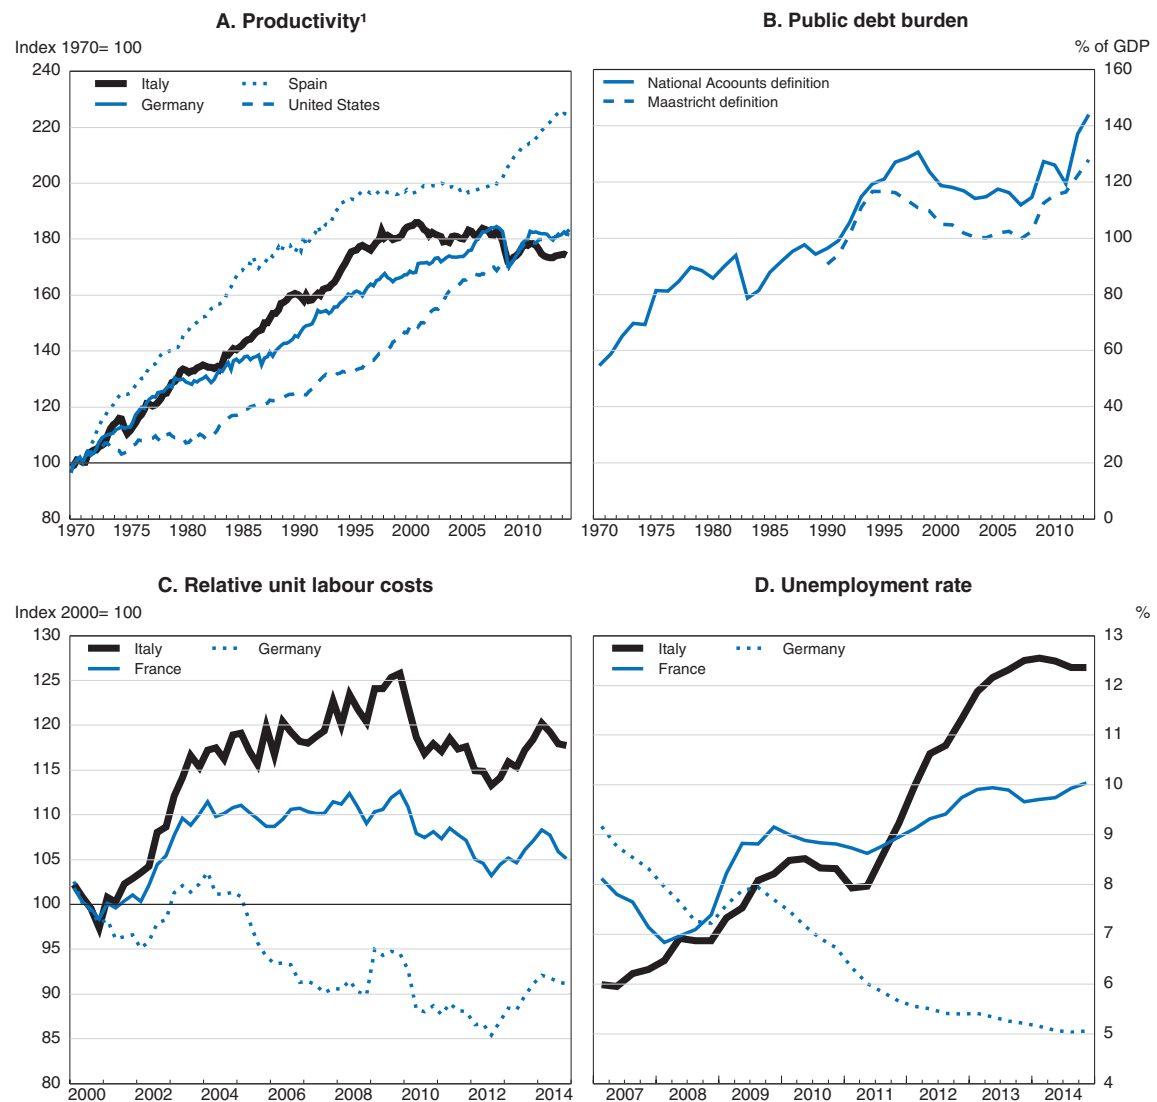 A. Productivity¹
Index 1970= 100
240
220
200
180
160
140
120
100
80
Italy
Spain
Germany
United States
1970 1975 1980 1985 1990 1995 2000 2005 2010
B. Public debt burden
% of GDP
160
140
120
100
80
60
40
20
0
National Acounts definition
Maastricht definition
1970 1975 1980 1985 1990 1995 2000 2005 2010
C. Relative unit labour costs
Index 2000= 100
130
125
120
115
110
105
100
95
90
85
80
Italy
Germany
France
2000 2002 2004 2006 2008 2010 2012 2014
D. Unemployment rate
%
13
12
11
10
9
8
7
6
5
4
Italy
Germany
France
2007 2008 2009 2010 2011 2012 2013 2014